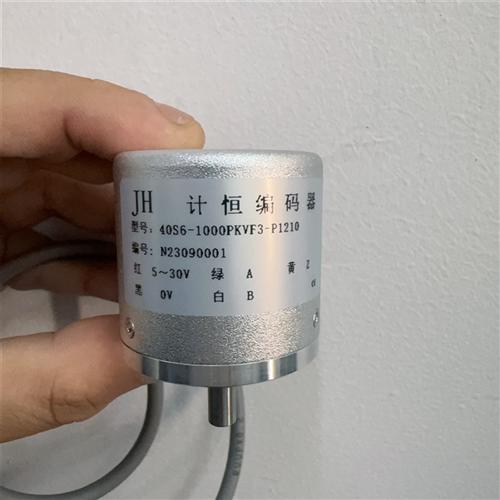 JH 计恒编码器
型号: 40S6-1000PKVF3-P1210
编号: N23090001
红 5~30V 绿 A 黄 Z
黑 0V 白 B